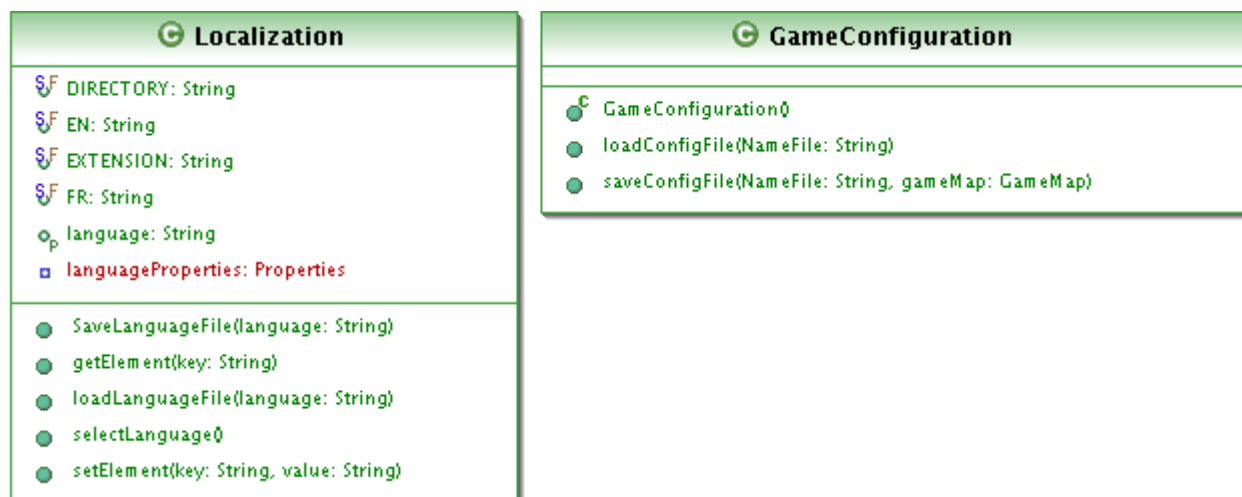 Localization
DIRECTORY: String
EN: String
EXTENSION: String
FR: String
language: String
languageProperties: Properties
SaveLanguageFile(language: String)
getElement(key: String)
loadLanguageFile(language: String)
selectLanguage()
setElement(key: String, value: String)
GameConfiguration
GameConfiguration()
loadConfigFile(NameFile: String)
saveConfigFile(NameFile: String, gameMap: GameMap)